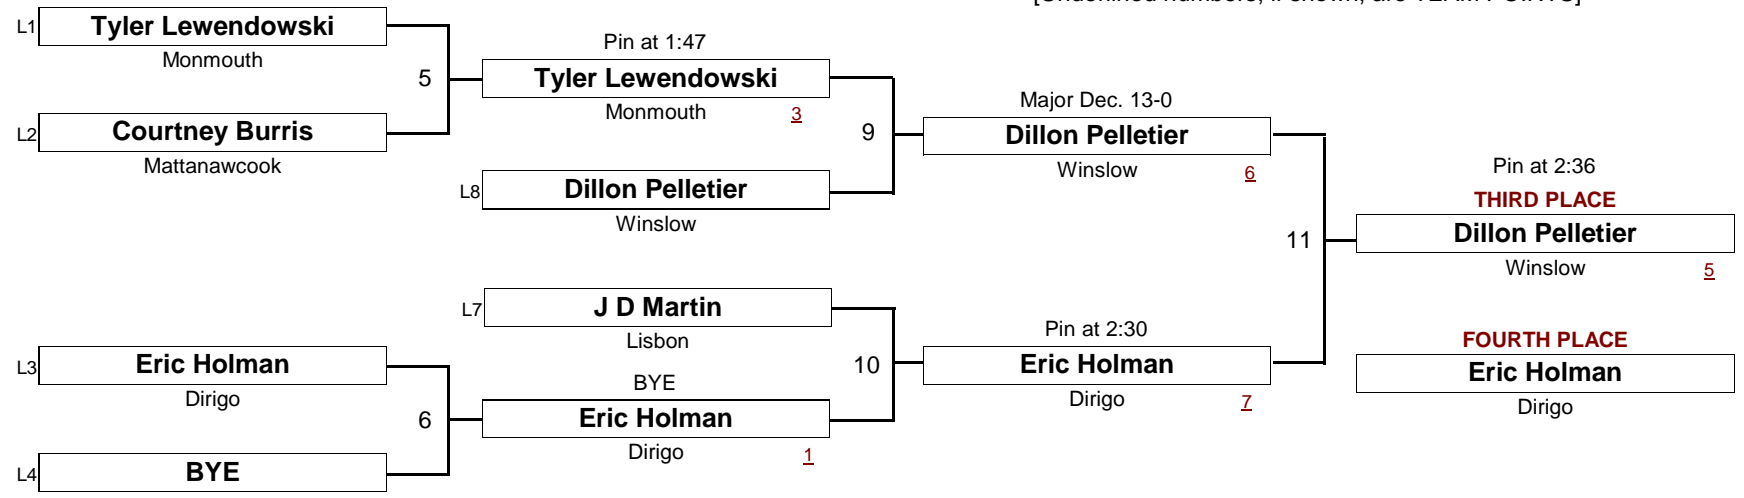 L1 Tyler Lewendowski
Monmouth
5
L2 Courtney Burris
Mattanawcook
Pin at 1:47
Tyler Lewendowski
Monmouth 3
9
L8 Dillon Pelletier
Winslow
Major Dec. 13-0
Dillon Pelletier
Winslow 6
L7 J D Martin
Lisbon
10
L3 Eric Holman
Dirigo
6
L4 BYE
BYE
Eric Holman
Dirigo 1
Pin at 2:30
Eric Holman
Dirigo 7
11
Pin at 2:36
THIRD PLACE
Dillon Pelletier
Winslow 5
FOURTH PLACE
Eric Holman
Dirigo